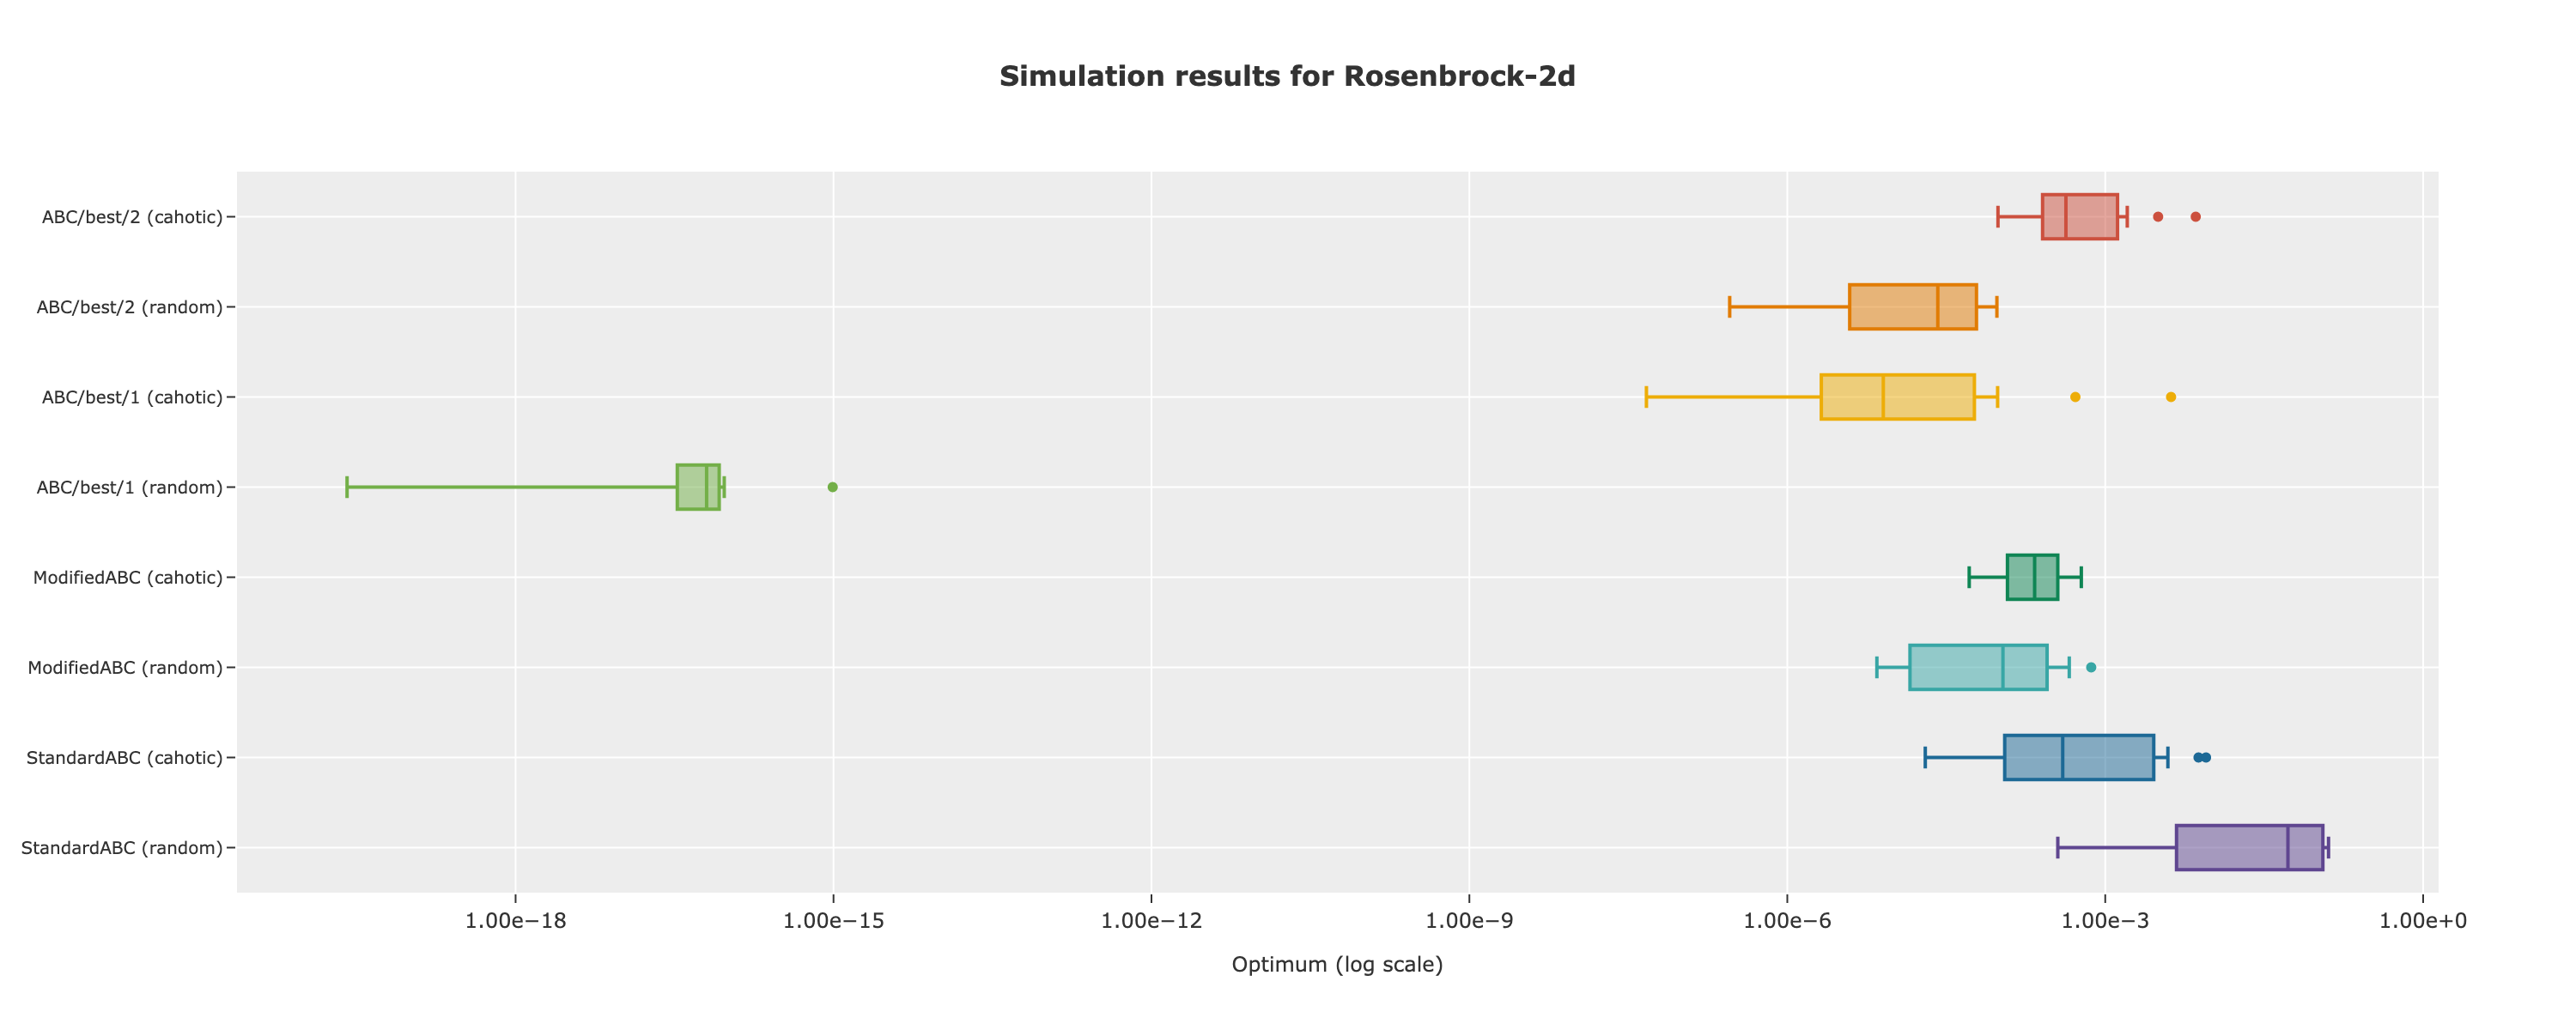 Simulation results for Rosenbrock-2d
ABC/best/2 (cahotic)
ABC/best/2 (random)
ABC/best/1 (cahotic)
ABC/best/1 (random)
ModifiedABC (cahotic)
ModifiedABC (random)
StandardABC (cahotic)
StandardABC (random)
1.00e−18 1.00e−15 1.00e−12 1.00e−9 1.00e−6 1.00e−3 1.00e+0
Optimum (log scale)